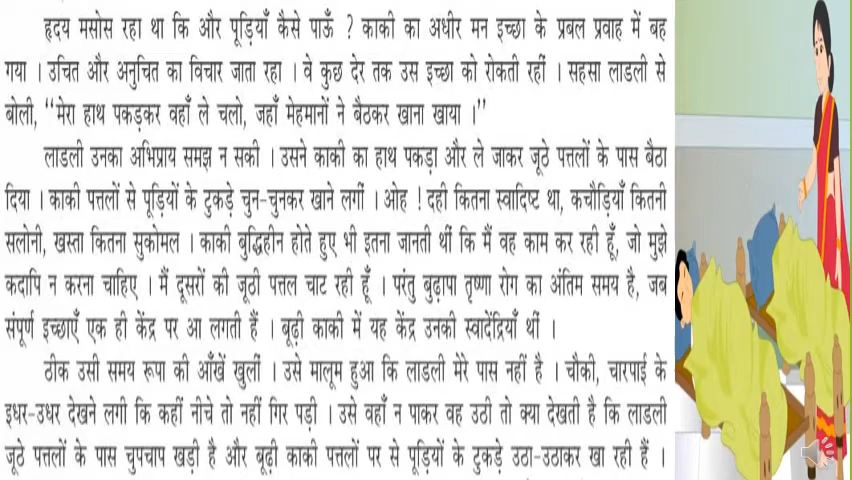 हृदय मसोस रहा था कि और पूड़ियाँ कैसे पाऊँ ? काकी का अधीर मन इच्छा के प्रबल प्रवाह में बह
गया । उचित और अनुचित का विचार जाता रहा । वे कुछ देर तक उस इच्छा को रोकती रहीं । सहसा लाडली से
बोली, ‘‘मेरा हाथ पकड़कर वहाँ ले चलो, जहाँ मेहमानों ने बैठकर खाना खाया ।’’
लाडली उनका अभिप्राय समझ न सकी । उसने काकी का हाथ पकड़ा और ले जाकर जूठे पत्तलों के पास बैठा
दिया । काकी पत्तलों से पूड़ियों के टुकड़े चुन-चुनकर खाने लगीं । ओह ! दही कितना स्वादिष्ट था, कचौड़ियाँ कितनी
सलोनी, खस्ता कितना सुकोमल । काकी बुद्धिहीन होते हुए भी इतना जानती थीं कि मैं वह काम कर रही हूँ, जो मुझे
कदापि न करना चाहिए । मैं दूसरों की जूठी पत्तल चाट रही हूँ । परंतु बुढ़ापा तृष्णा रोग का अंतिम समय है, जब
संपूर्ण इच्छाएँ एक ही केंद्र पर आ लगती हैं । बूढ़ी काकी में यह केंद्र उनकी स्वादेंद्रियाँ थीं ।
ठीक उसी समय रूपा की आँखें खुलीं । उसे मालूम हुआ कि लाडली मेरे पास नहीं है । चौकी, चारपाई के
इधर-उधर देखने लगी कि कहीं नीचे तो नहीं गिर पड़ी । उसे वहाँ न पाकर वह उठी तो क्या देखती है कि लाडली
जूठे पत्तलों के पास चुपचाप खड़ी है और बूढ़ी काकी पत्तलों पर से पूड़ियों के टुकड़े उठा-उठाकर खा रही हैं ।